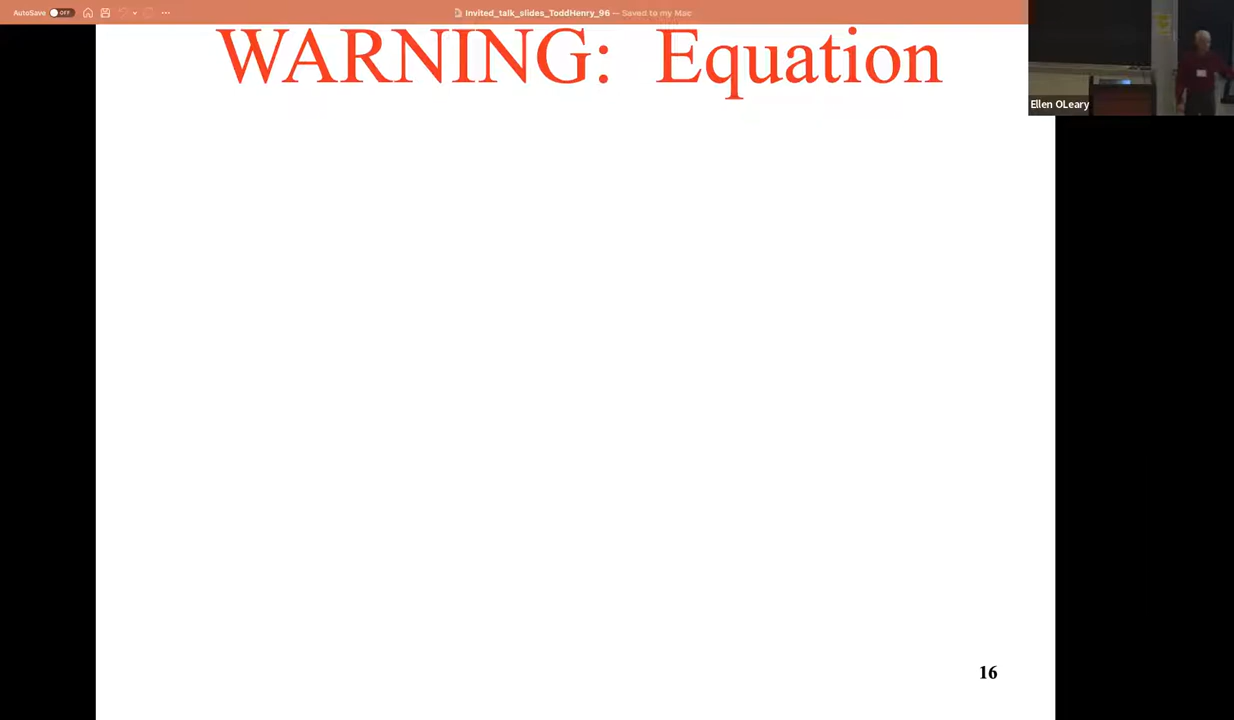 AutoSave OFF
Invited_talk_slides_ToddHenry_96 — Saved to my Mac
WARNING: Equation
Ellen OLeary
16